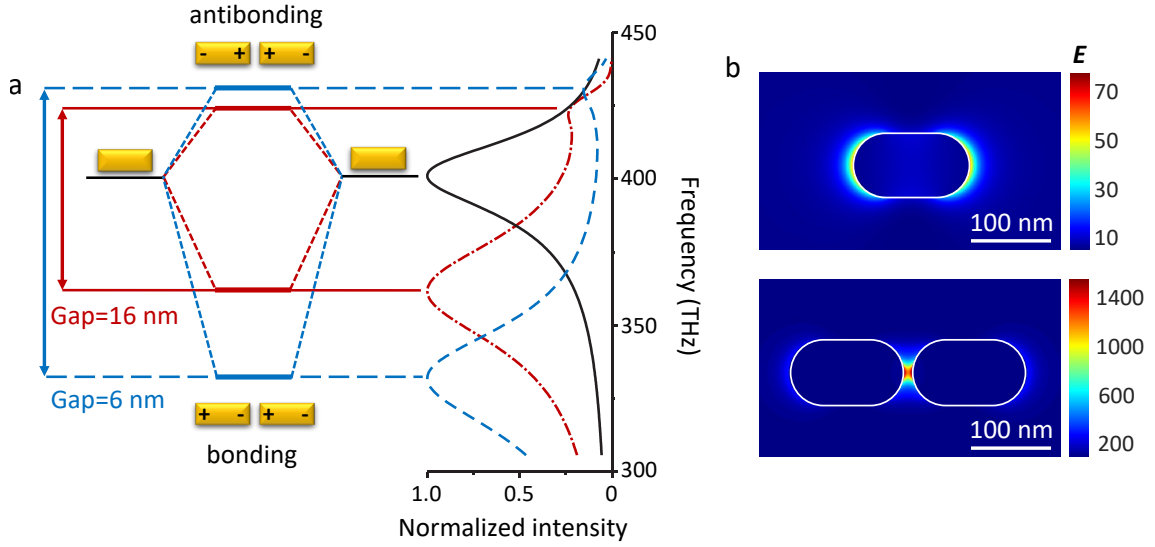 antibonding
- + + -
a
Gap=16 nm
Gap=6 nm
+ - + -
bonding
450
400
350
300
Frequency (THz)
1.0 0.5 0
Normalized intensity
b
E
70
50
30
10
100 nm
1400
1000
600
200
100 nm